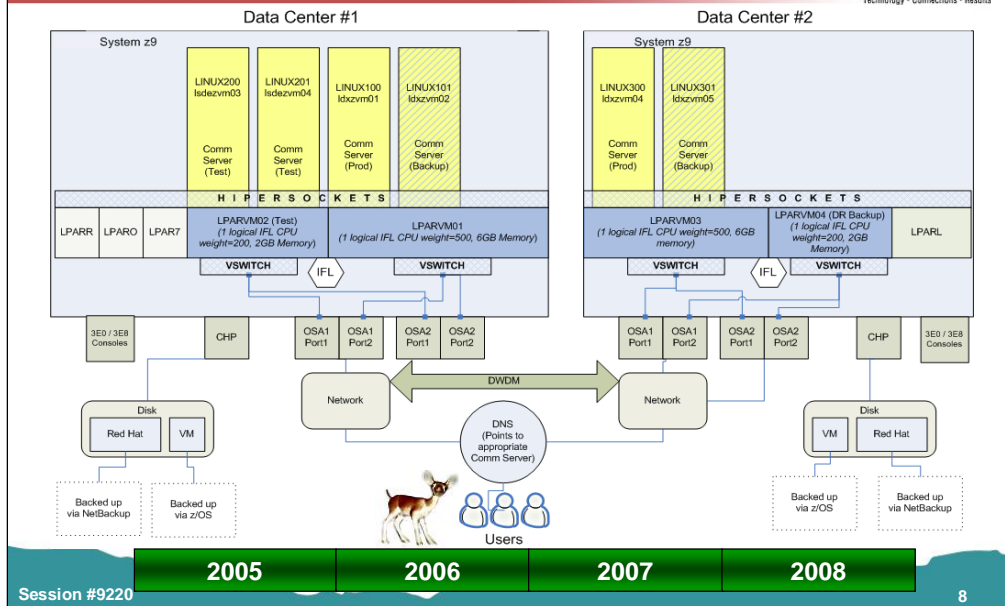 Technology - Connections - Results
Data Center #1
Data Center #2
System z9
LINUX200
lsdezvm03
Comm
Server
(Test)
LINUX201
lsdezvm04
Comm
Server
(Test)
LINUX100
ldxzvm01
Comm
Server
(Prod)
LINUX101
ldxzvm02
Comm
Server
(Backup)
System z9
LINUX300
ldxzvm04
Comm
Server
(Prod)
LINUX301
ldxzvm05
Comm
Server
(Backup)
HIPERSOCKETS
HIPERSOCKETS
LPARR
LPARO
LPAR7
LPARVM02 (Test)
(1 logical IFL CPU
weight=200, 2GB Memory)
LPARVM01
(1 logical IFL CPU weight=500, 6GB Memory)
LPARVM03
(1 logical IFL CPU weight=500, 6GB
memory)
LPARVM04 (DR Backup)
(1 logical IFL CPU
weight=200, 2GB
Memory)
LPARL
VSWITCH
IFL
VSWITCH
VSWITCH
IFL
VSWITCH
3E0 / 3E8
Consoles
CHP
OSA1
Port1
OSA1
Port2
OSA2
Port1
OSA2
Port2
OSA1
Port1
OSA1
Port2
OSA2
Port1
OSA2
Port2
CHP
3E0 / 3E8
Consoles
DWDM
Network
Network
Disk
Red Hat
VM
DNS
(Points to
appropriate
Comm Server)
Disk
VM
Red Hat
Backed up
via NetBackup
Backed up
via z/OS
Backed up
via z/OS
Backed up
via NetBackup
Users
2005
2006
2007
2008
Session #9220
8